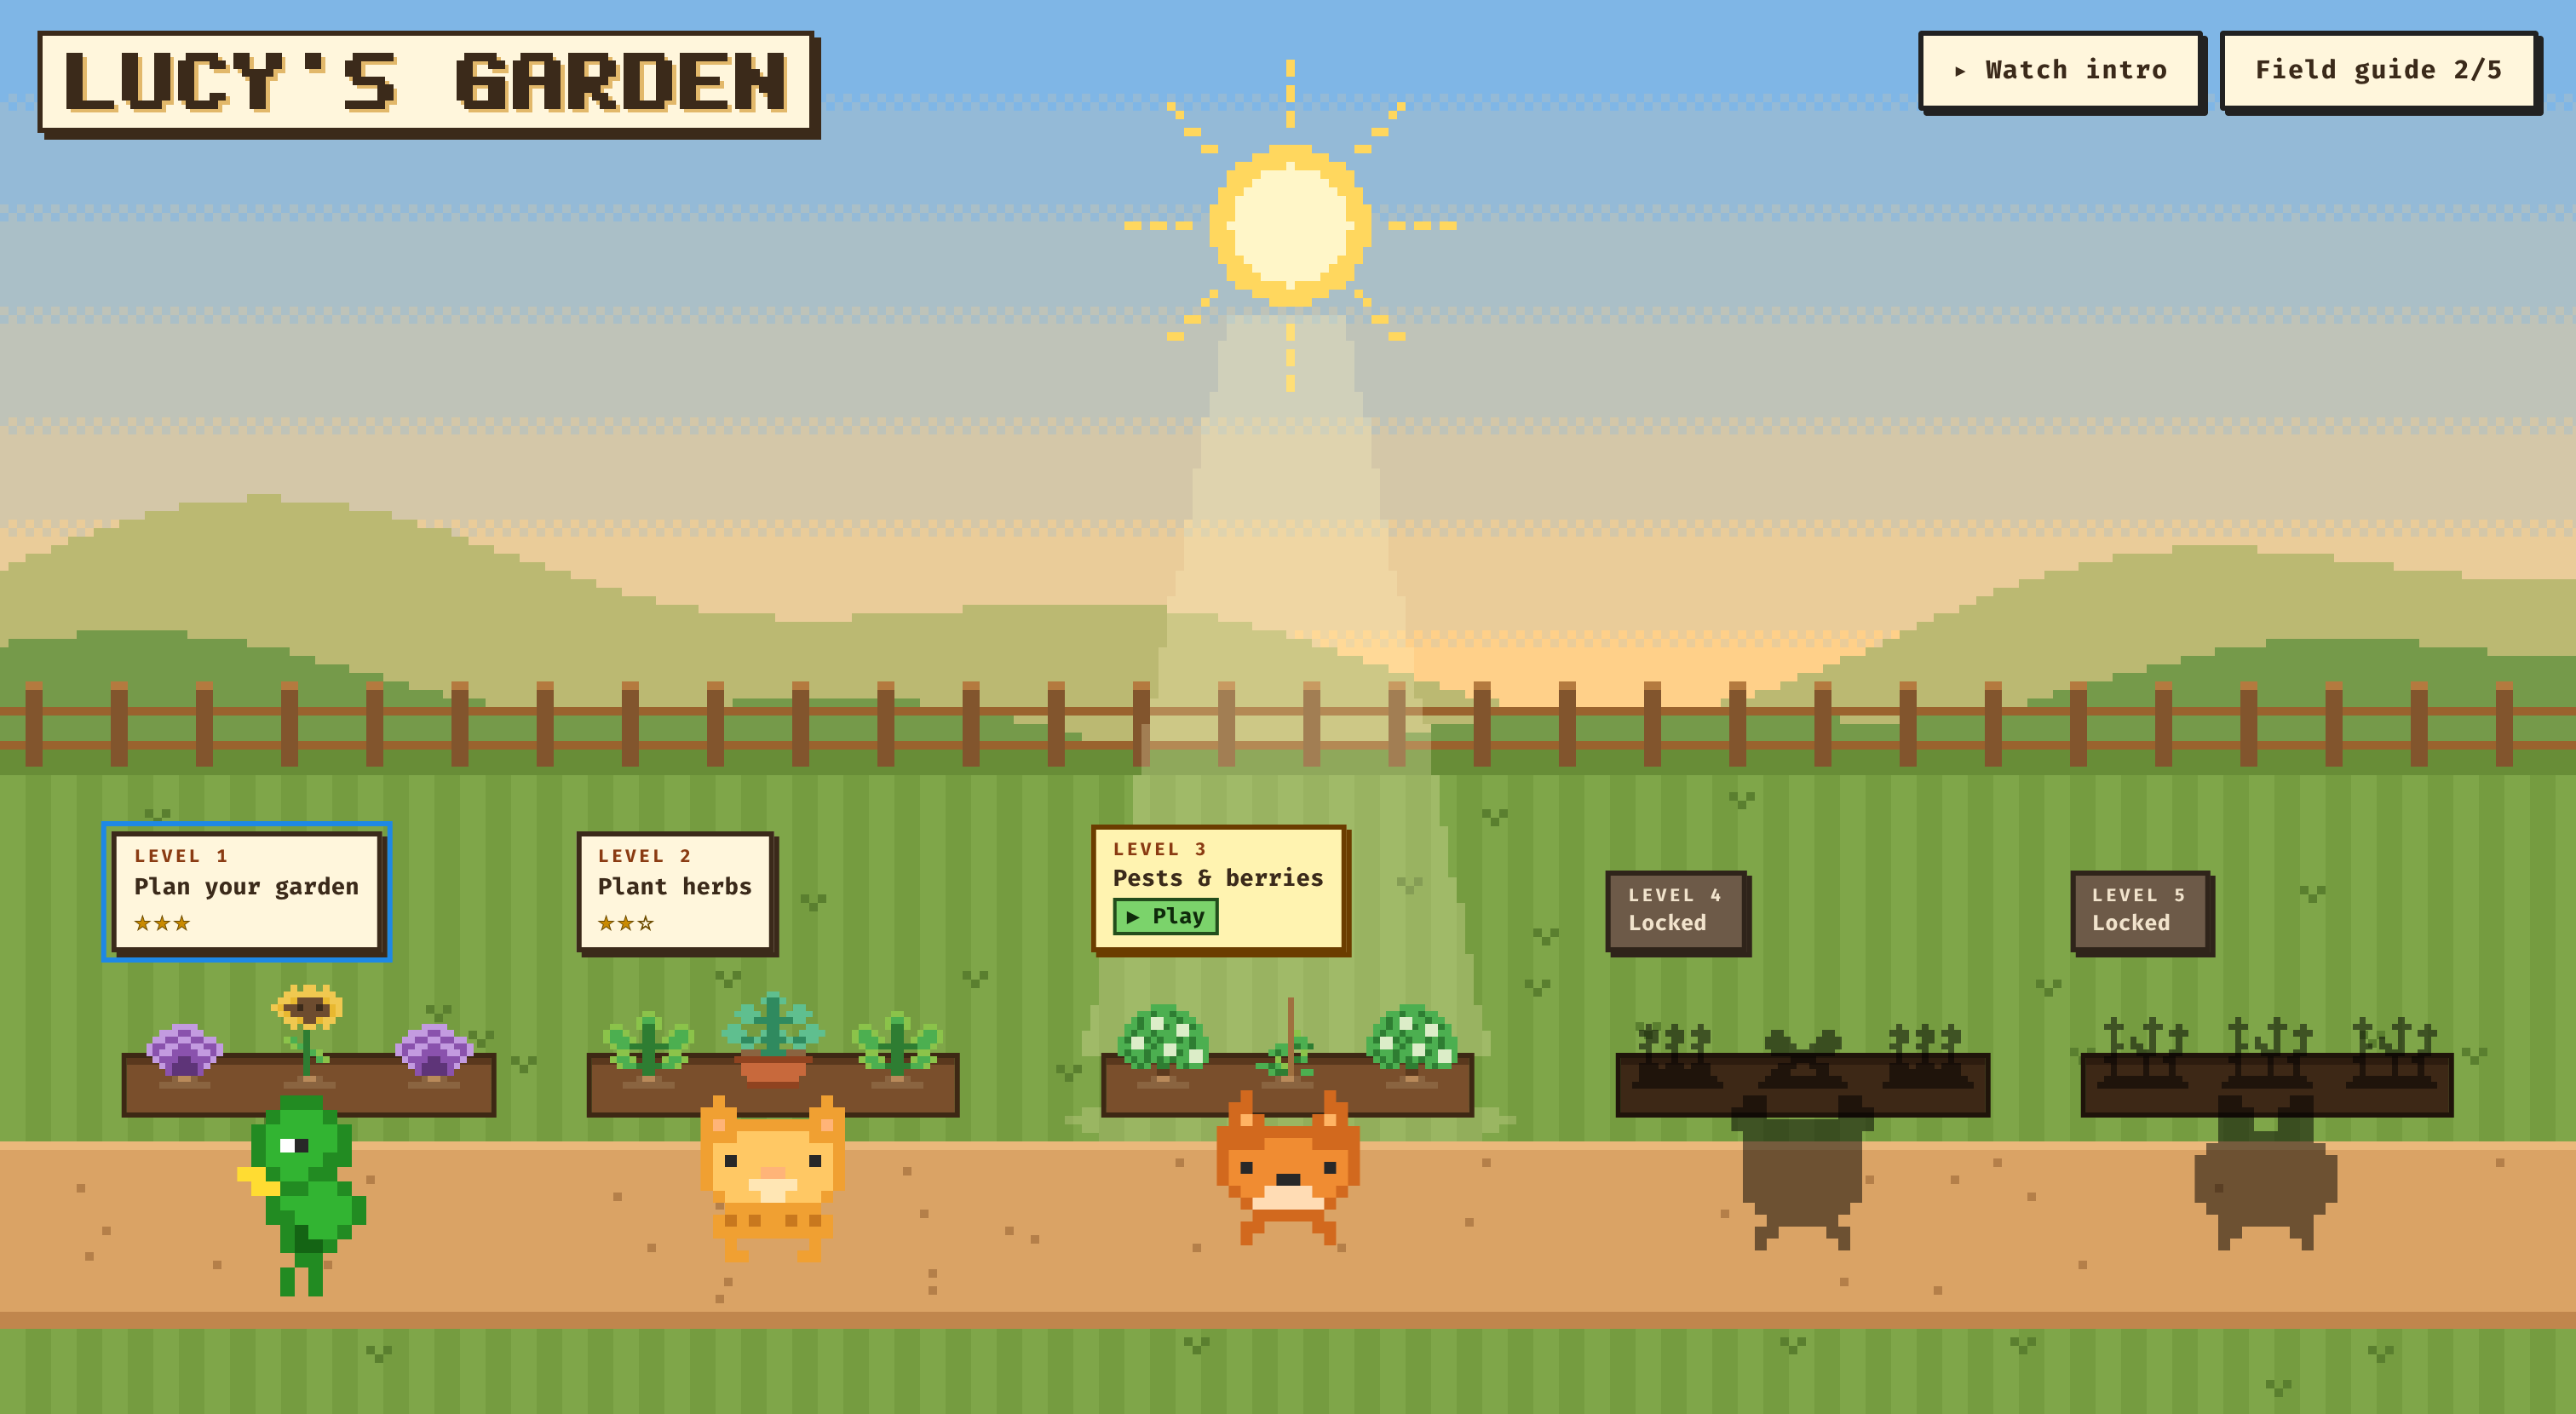 LUCY'S GARDEN
▸ Watch intro
Field guide 2/5
LEVEL 1
Plan your garden
★★★
LEVEL 2
Plant herbs
★★☆
LEVEL 3
Pests & berries
▶ Play
LEVEL 4
Locked
LEVEL 5
Locked